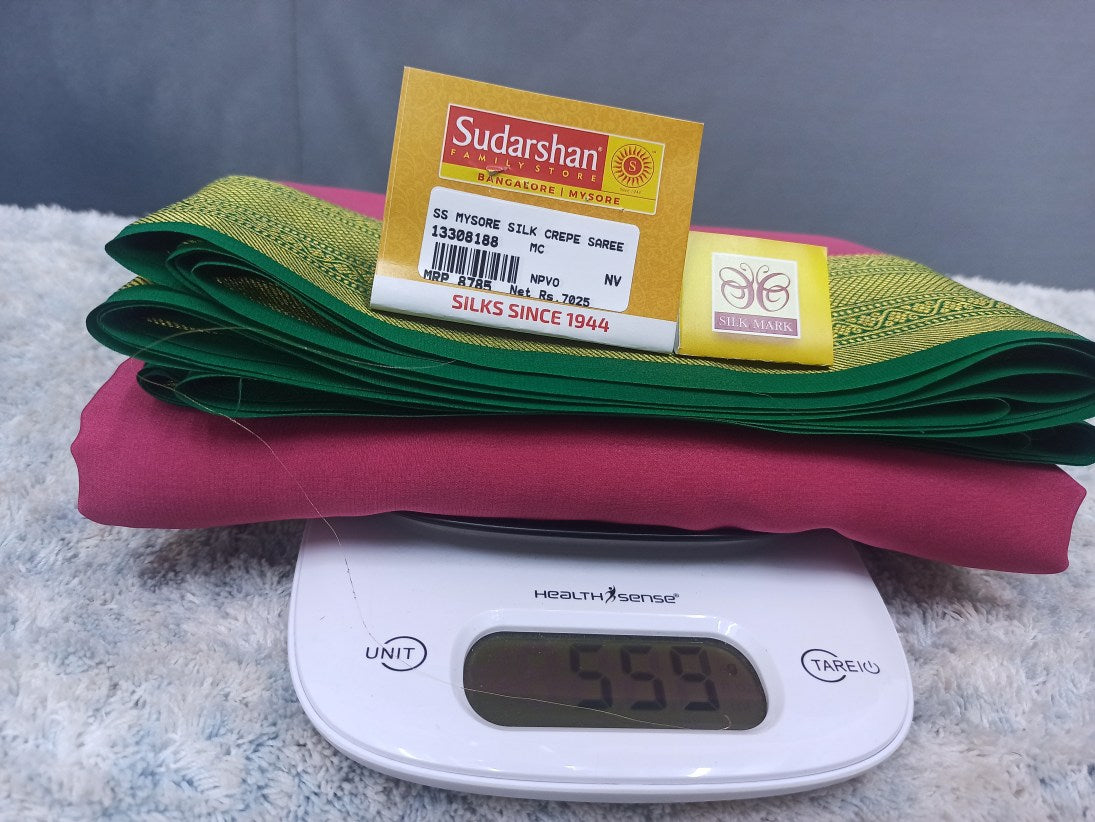 Sudarshan®
FAMILY STORE
BANGALORE | MYSORE
S
SS MYSORE SILK CREPE SAREE
13308188 MC
NPVO NV
MRP 8785 Net Rs.7025
SILKS SINCE 1944
SILK MARK
HEALTH SENSE®
UNIT
559
TARE